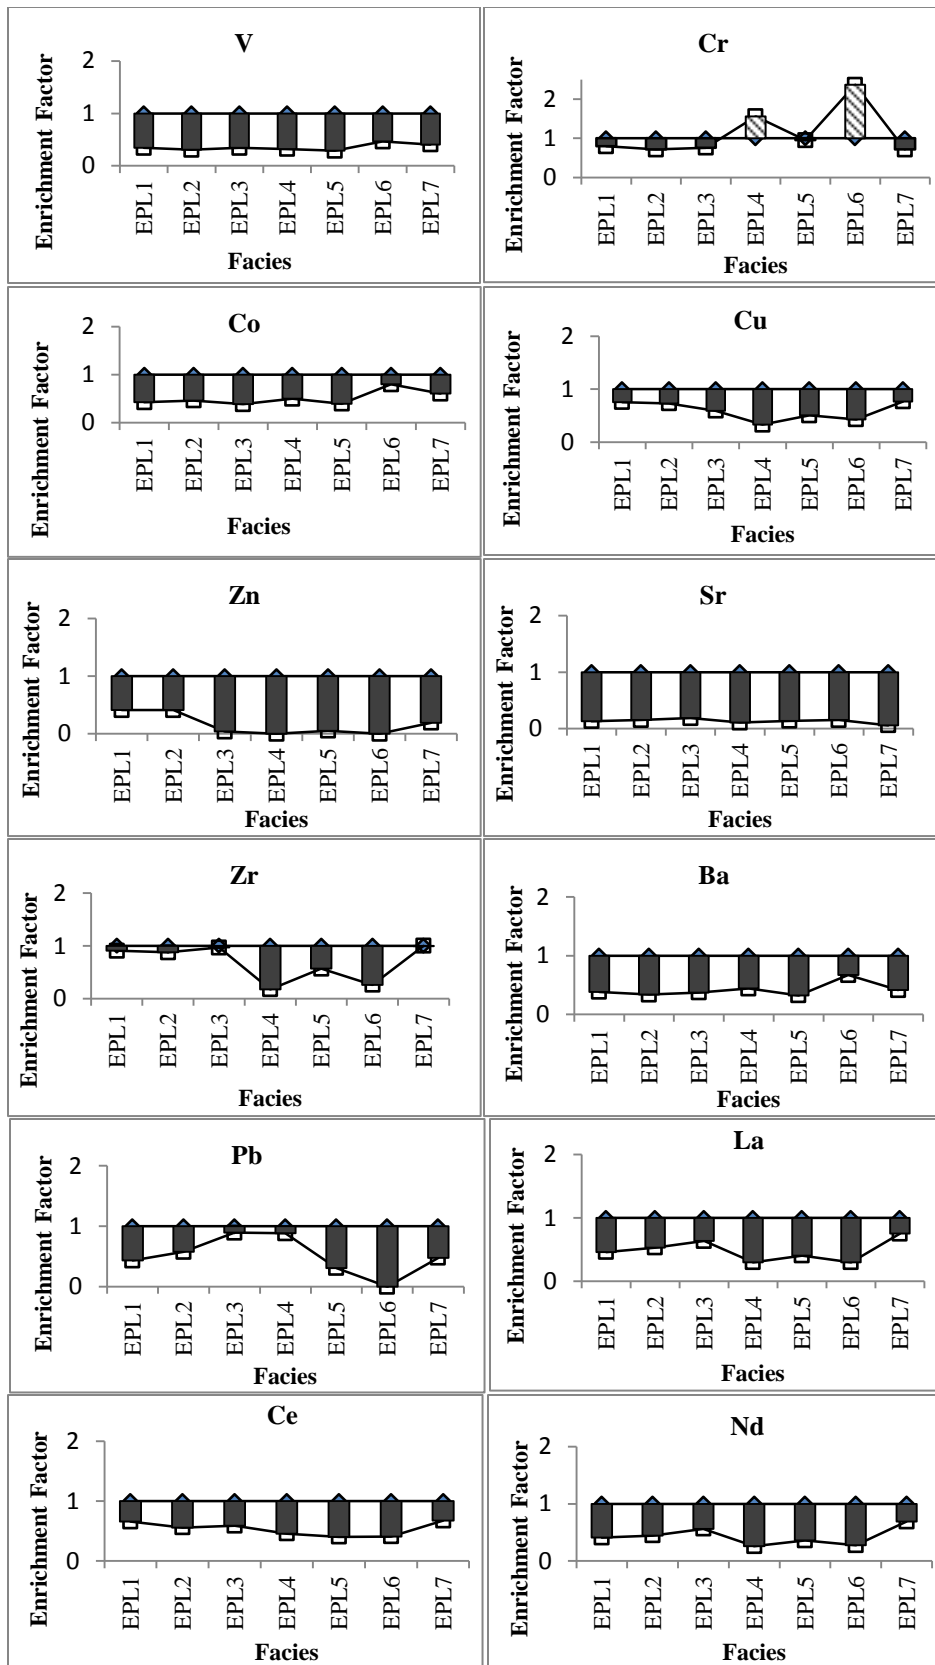 V
Enrichment Factor
2
1
0
EPL1 EPL2 EPL3 EPL4 EPL5 EPL6 EPL7
Facies
Cr
Enrichment Factor
2
1
0
EPL1 EPL2 EPL3 EPL4 EPL5 EPL6 EPL7
Facies
Co
Enrichment Factor
2
1
0
EPL1 EPL2 EPL3 EPL4 EPL5 EPL6 EPL7
Facies
Cu
Enrichment Factor
2
1
0
EPL1 EPL2 EPL3 EPL4 EPL5 EPL6 EPL7
Facies
Zn
Enrichment Factor
2
1
0
EPL1 EPL2 EPL3 EPL4 EPL5 EPL6 EPL7
Facies
Sr
Enrichment Factor
2
1
0
EPL1 EPL2 EPL3 EPL4 EPL5 EPL6 EPL7
Facies
Zr
Enrichment Factor
2
1
0
EPL1 EPL2 EPL3 EPL4 EPL5 EPL6 EPL7
Facies
Ba
Enrichment Factor
2
1
0
EPL1 EPL2 EPL3 EPL4 EPL5 EPL6 EPL7
Facies
Pb
Enrichment Factor
2
1
0
EPL1 EPL2 EPL3 EPL4 EPL5 EPL6 EPL7
Facies
La
Enrichment Factor
2
1
0
EPL1 EPL2 EPL3 EPL4 EPL5 EPL6 EPL7
Facies
Ce
Enrichment Factor
2
1
0
EPL1 EPL2 EPL3 EPL4 EPL5 EPL6 EPL7
Facies
Nd
Enrichment Factor
2
1
0
EPL1 EPL2 EPL3 EPL4 EPL5 EPL6 EPL7
Facies